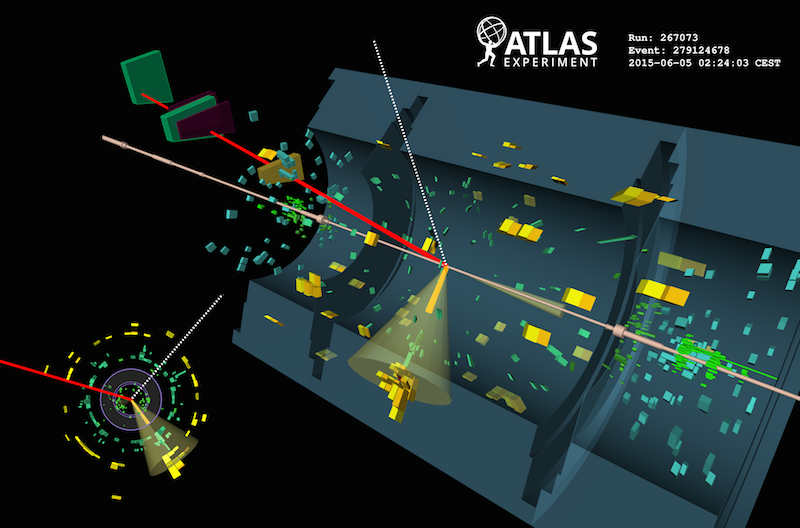 ATLAS
EXPERIMENT
Run: 267073
Event: 279124678
2015-06-05 02:24:03 CEST